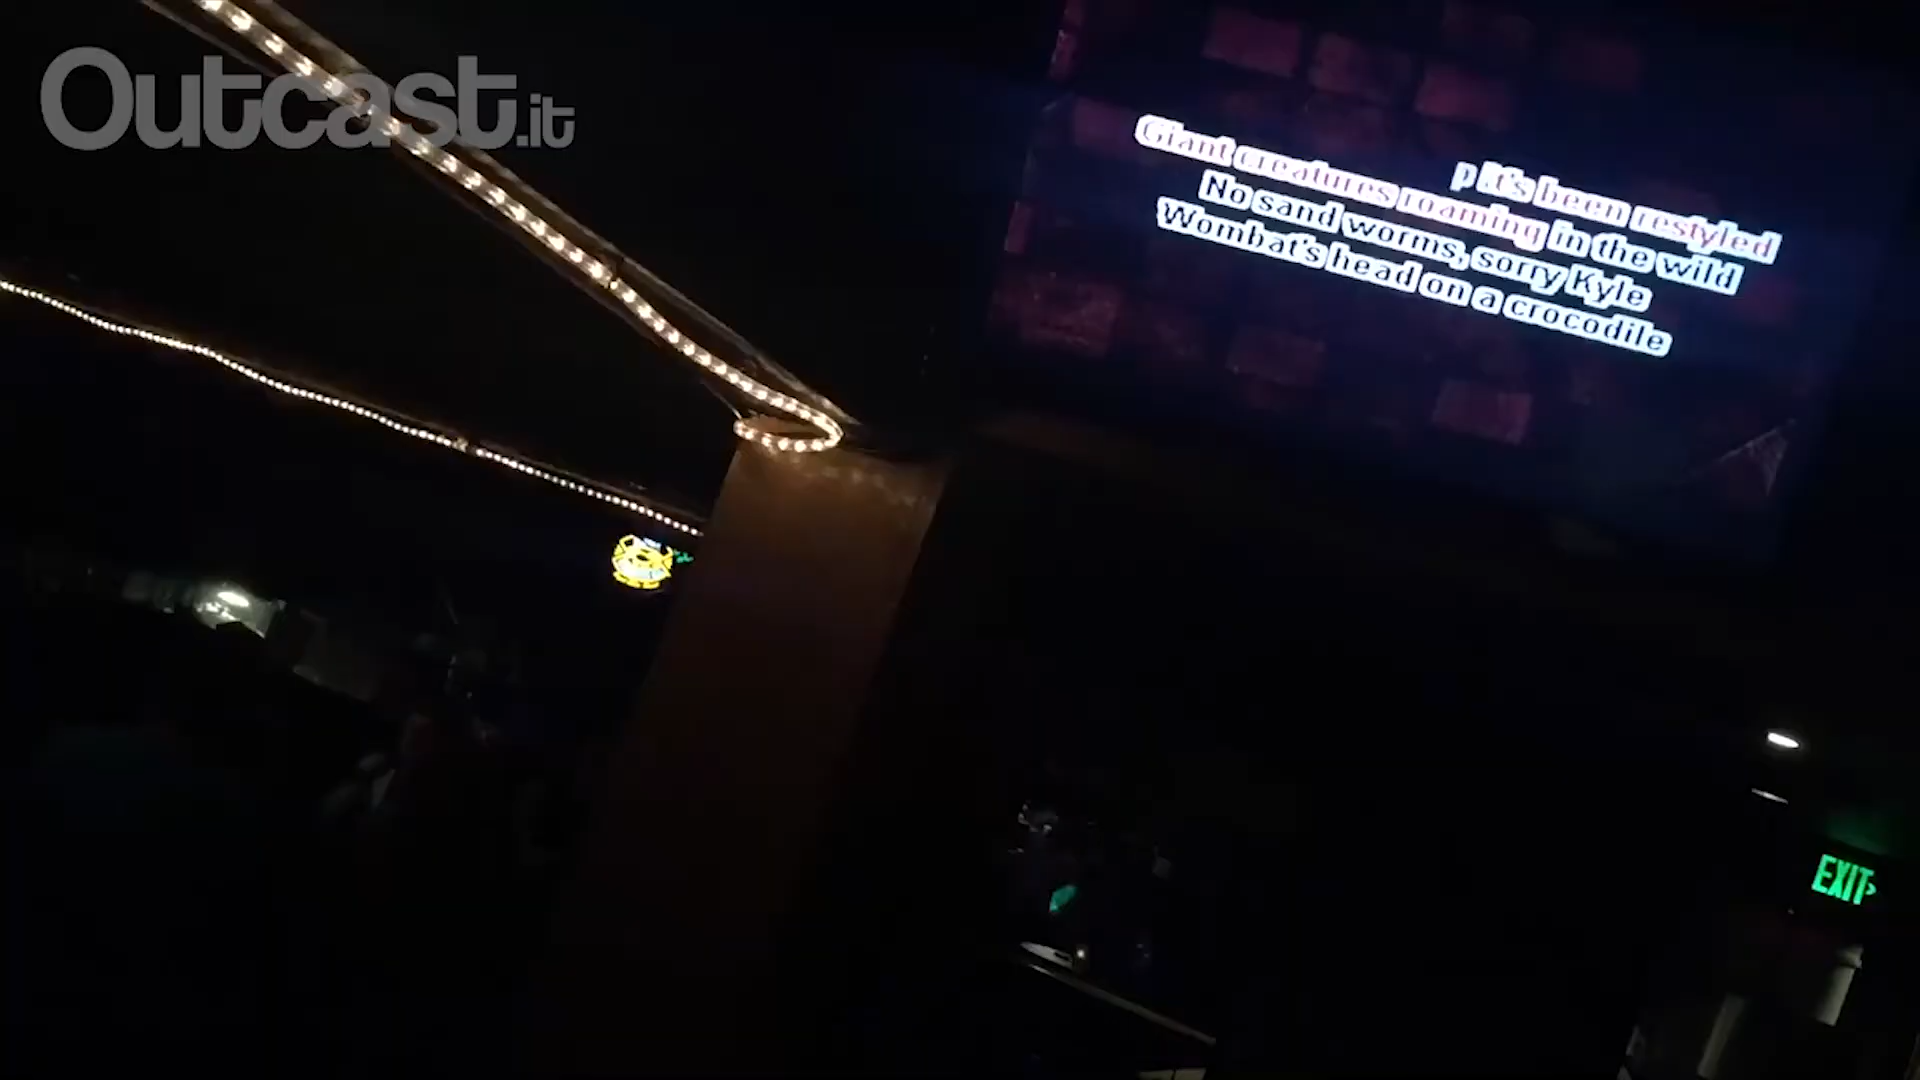 Outcast.it
p it's been restyled
Giant creatures roaming in the wild
No sand worms, sorry Kyle
Wombat's head on a crocodile
EXIT